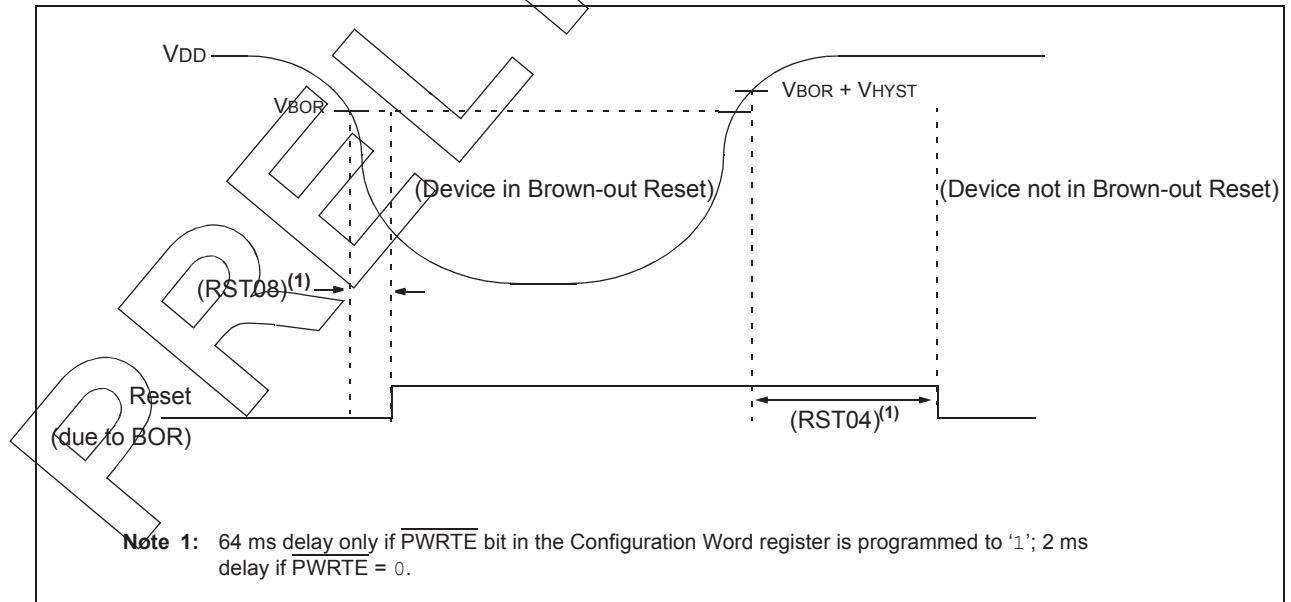 VDD
VBOR
VBOR + VHYST
(Device in Brown-out Reset)
(Device not in Brown-out Reset)
(RST08)(1)
Reset
(due to BOR)
(RST04)(1)
Note 1: 64 ms delay only if PWRTE bit in the Configuration Word register is programmed to ‘1’; 2 ms
delay if PWRTE = 0.
PREL